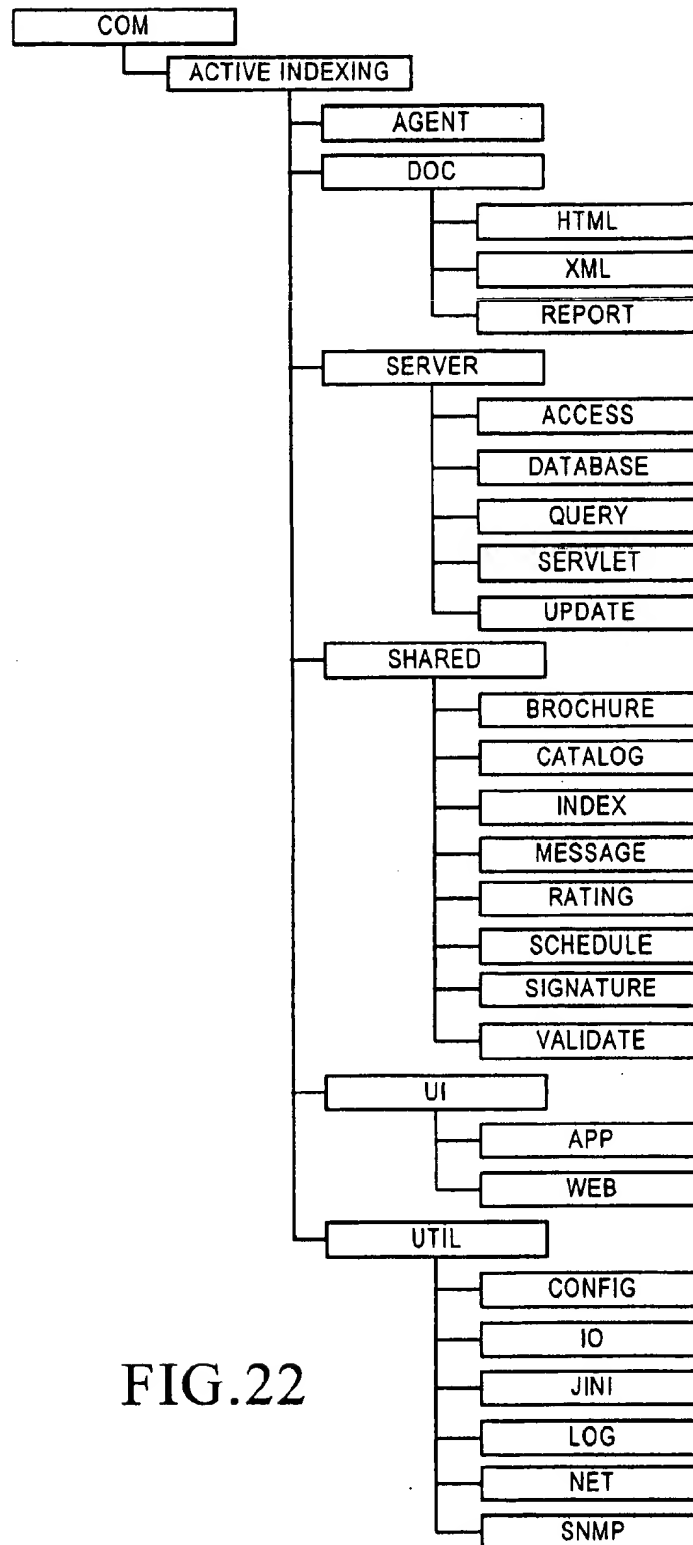 COM
ACTIVE INDEXING
AGENT
DOC
HTML
XML
REPORT
SERVER
ACCESS
DATABASE
QUERY
SERVLET
UPDATE
SHARED
BROCHURE
CATALOG
INDEX
MESSAGE
RATING
SCHEDULE
SIGNATURE
VALIDATE
UI
APP
WEB
UTIL
CONFIG
IO
JINI
LOG
NET
SNMP
FIG.22